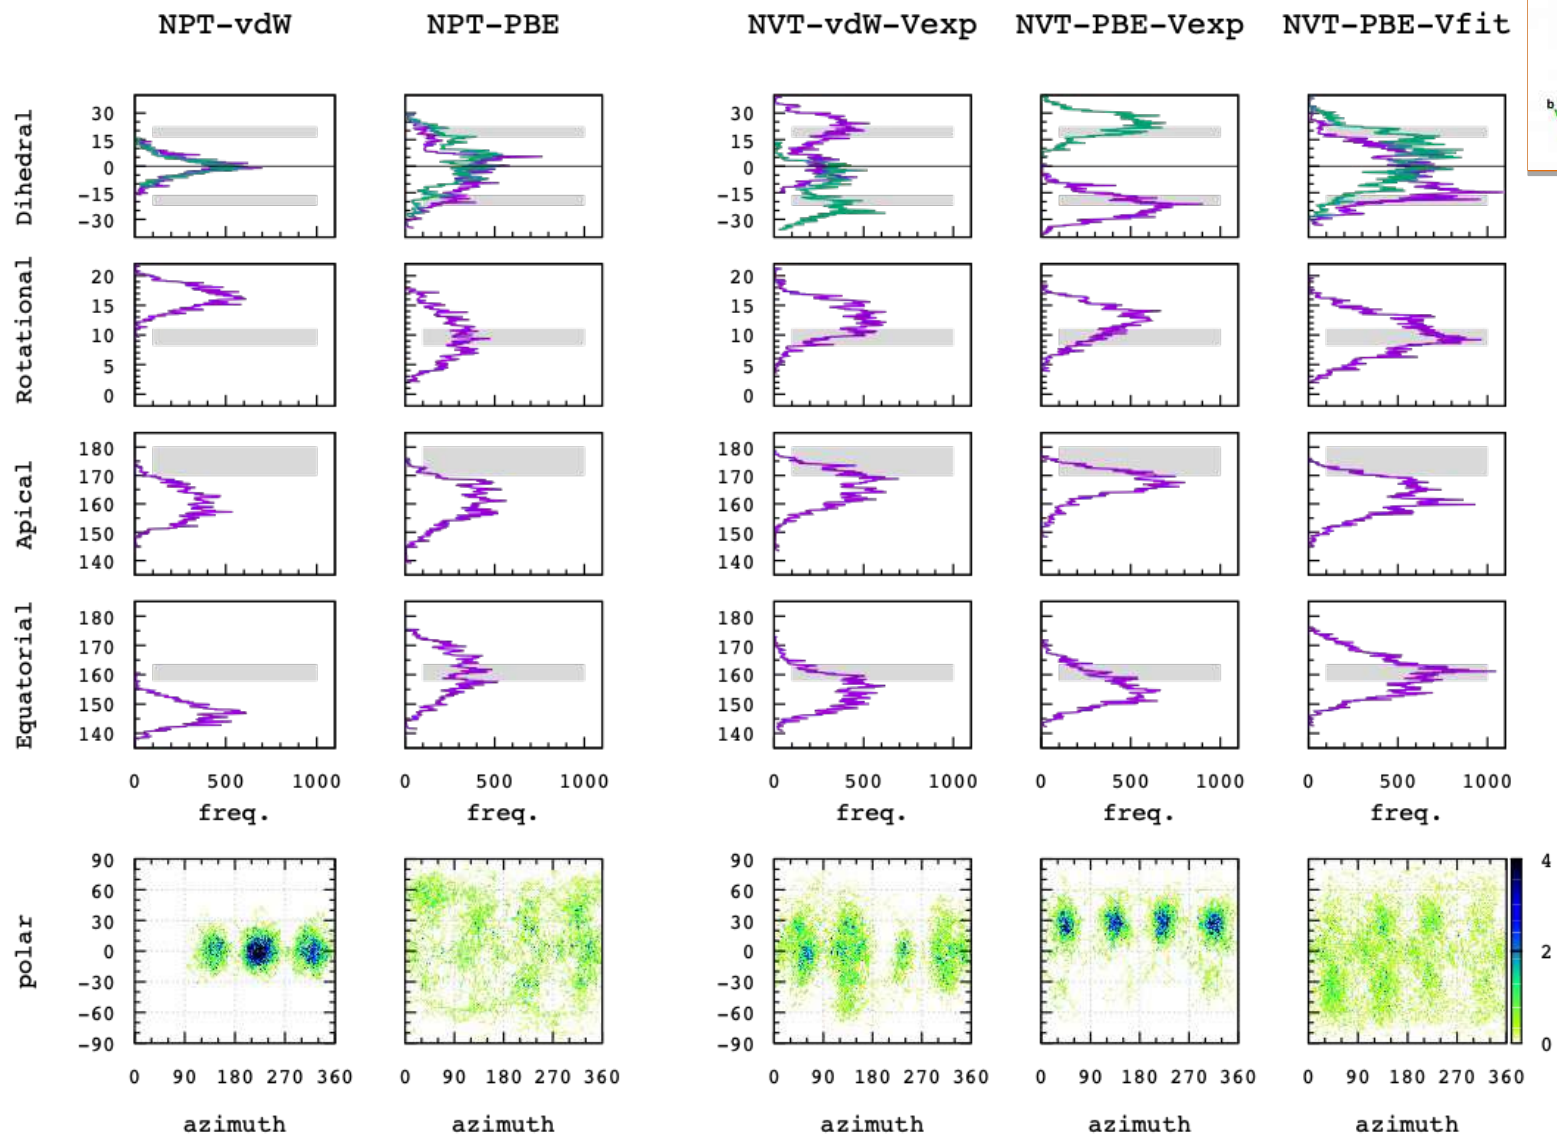 NPT-vdW NPT-PBE NVT-vdW-Vexp NVT-PBE-Vexp NVT-PBE-Vfit
b
Dihedral
30 30
15 15
0 0
-15 -15
-30 -30
Rotational
20 20
15 15
10 10
5 5
0 0
Apical
180 180
170 170
160 160
150 150
140 140
Equatorial
180 180
170 170
160 160
150 150
140 140
0 500 1000 0 500 1000 0 500 1000 0 500 1000 0 500 1000
freq. freq. freq. freq. freq.
polar
90 90 4
60 60
30 30
0 0 2
-30 -30
-60 -60
-90 -90 0
0 90 180 270 360 0 90 180 270 360 0 90 180 270 360 0 90 180 270 360 0 90 180 270 360
azimuth azimuth azimuth azimuth azimuth